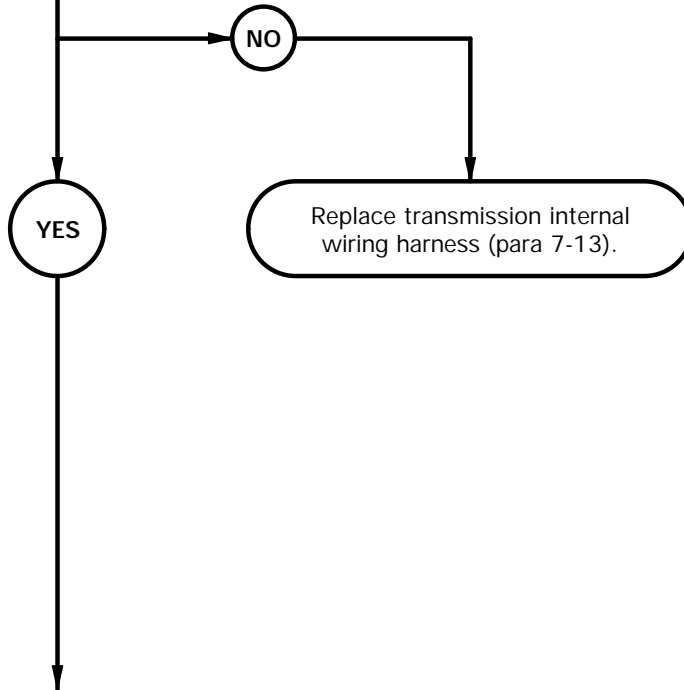 NO
YES
Replace transmission internal
wiring harness (para 7-13).